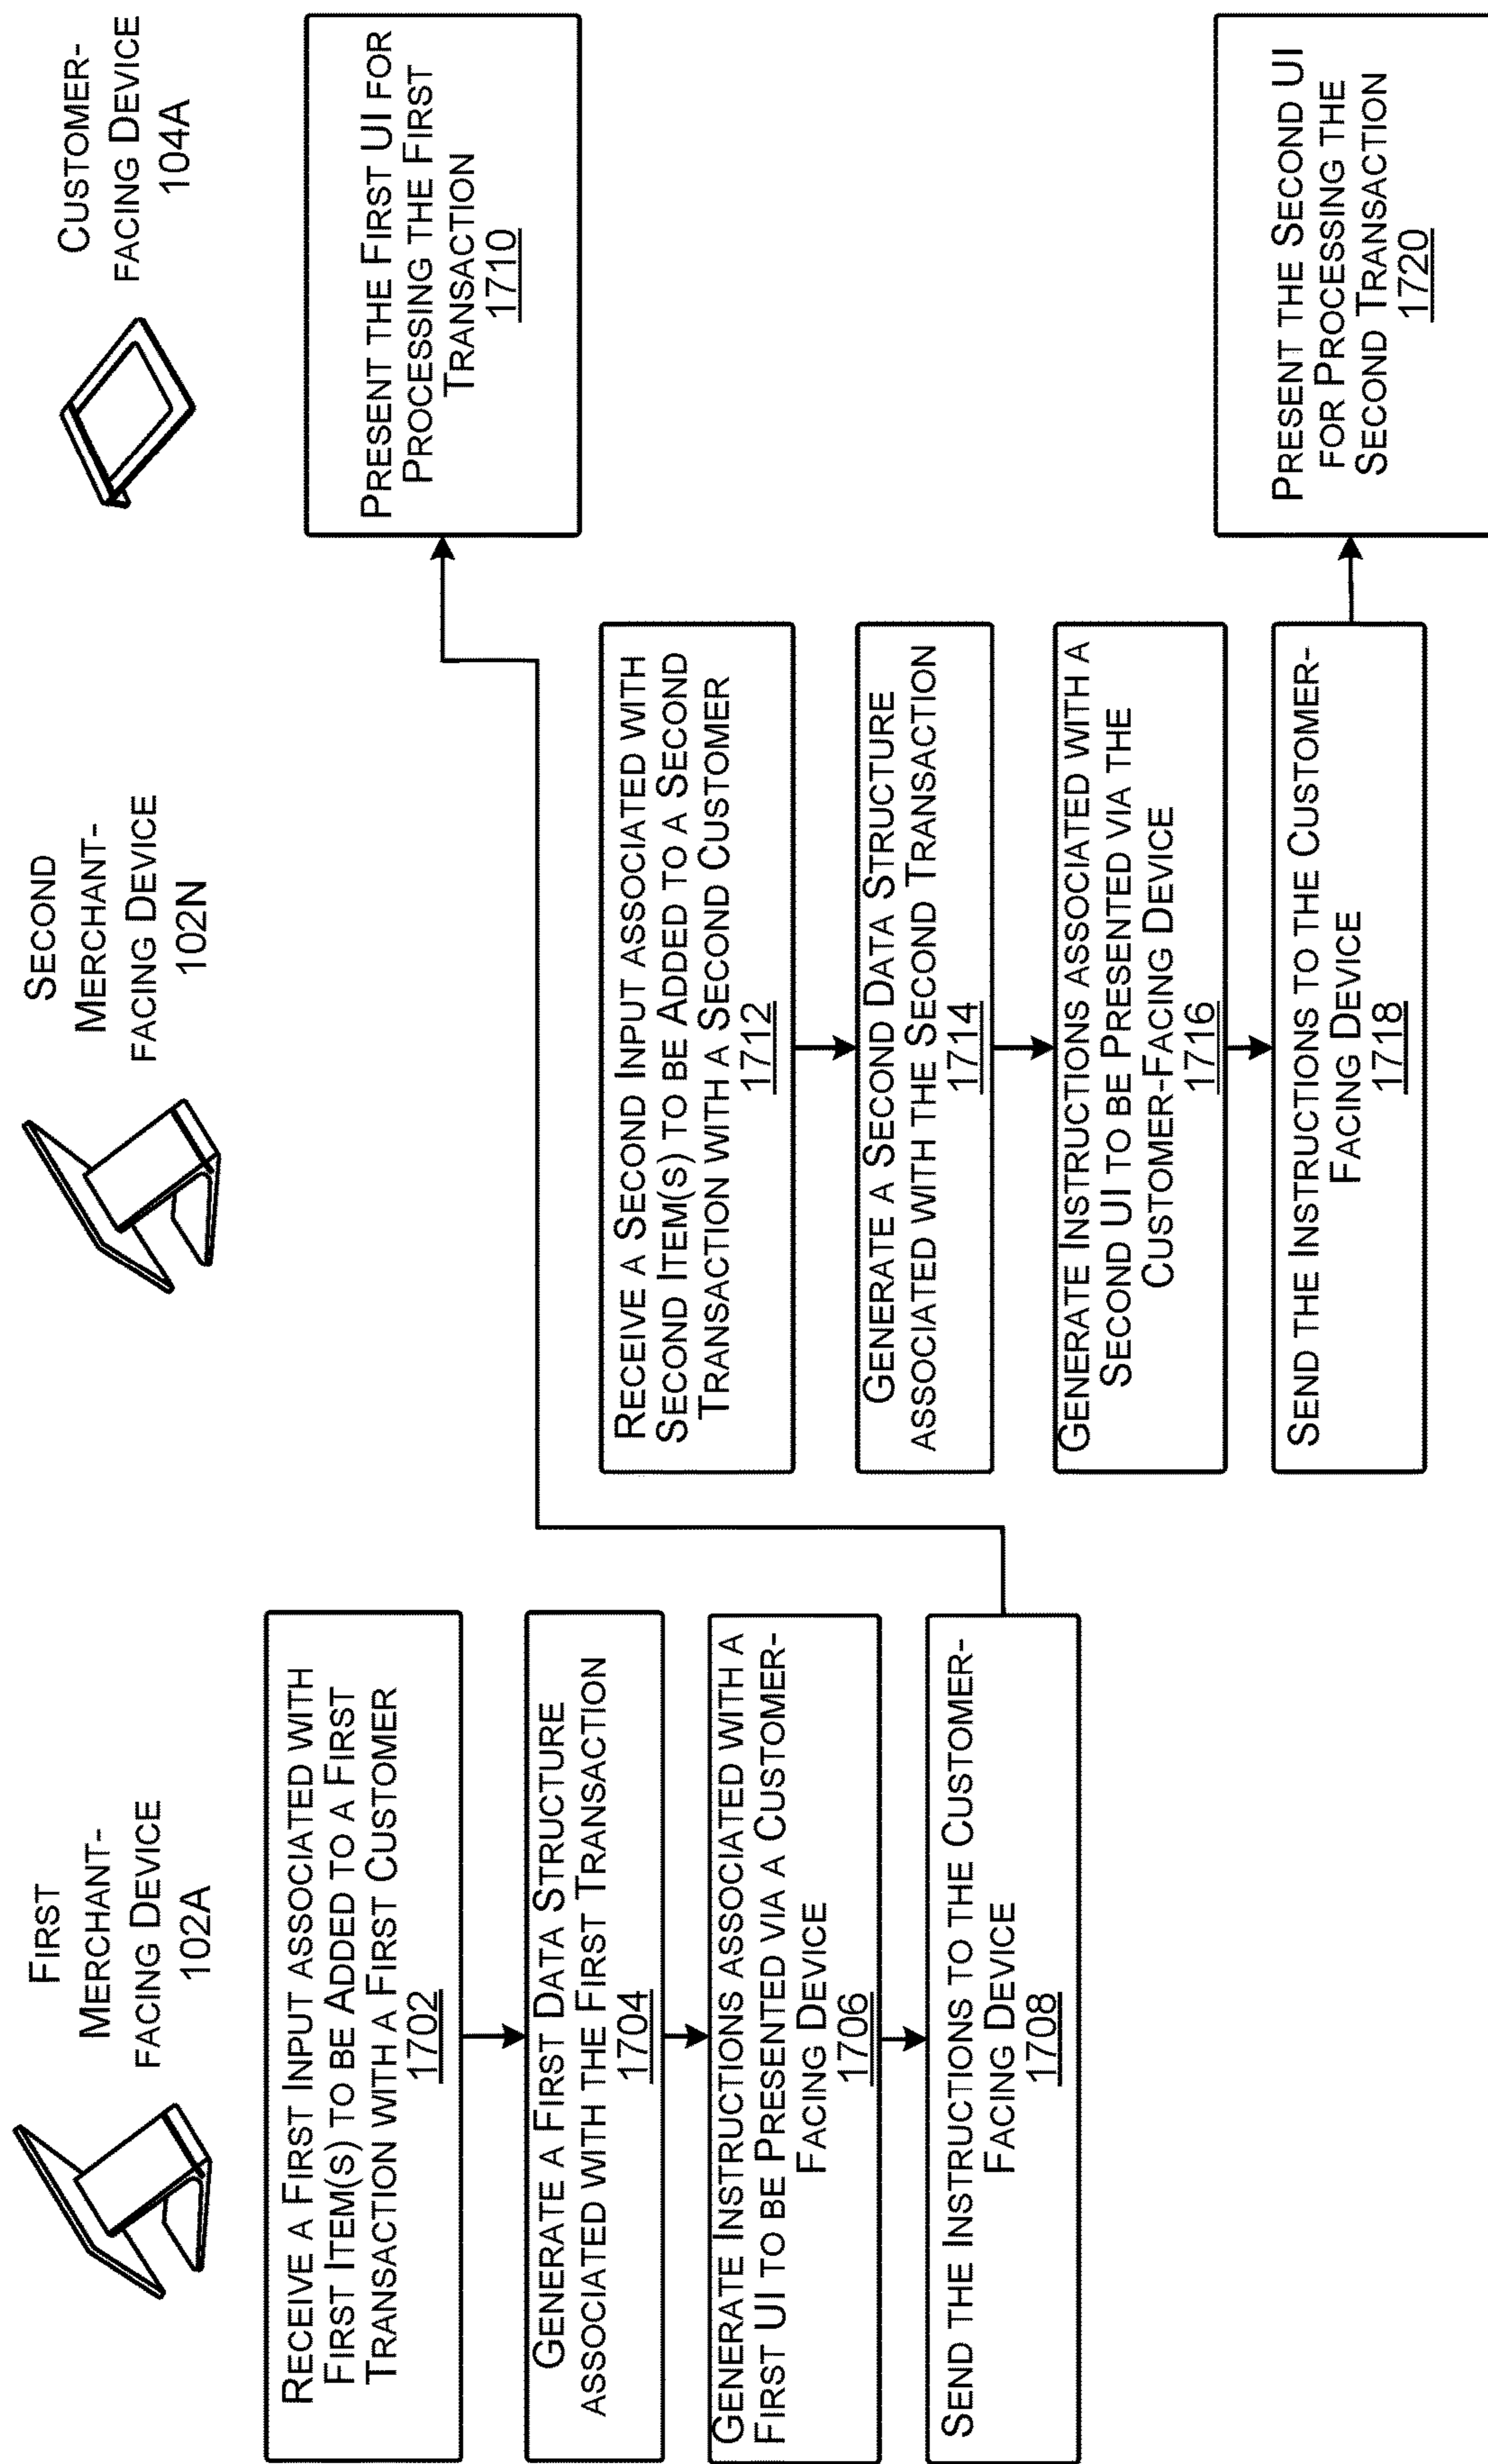 FIRST
MERCHANT-
FACING DEVICE
102A
RECEIVE A FIRST INPUT ASSOCIATED WITH
FIRST ITEM(S) TO BE ADDED TO A FIRST
TRANSACTION WITH A FIRST CUSTOMER
1702
GENERATE A FIRST DATA STRUCTURE
ASSOCIATED WITH THE FIRST TRANSACTION
1704
GENERATE INSTRUCTIONS ASSOCIATED WITH A
FIRST UI TO BE PRESENTED VIA A CUSTOMER-
FACING DEVICE
1706
SEND THE INSTRUCTIONS TO THE CUSTOMER-
FACING DEVICE
1708
SECOND
MERCHANT-
FACING DEVICE
102N
RECEIVE A SECOND INPUT ASSOCIATED WITH
SECOND ITEM(S) TO BE ADDED TO A SECOND
TRANSACTION WITH A SECOND CUSTOMER
1712
GENERATE A SECOND DATA STRUCTURE
ASSOCIATED WITH THE SECOND TRANSACTION
1714
GENERATE INSTRUCTIONS ASSOCIATED WITH A
SECOND UI TO BE PRESENTED VIA THE
CUSTOMER-FACING DEVICE
1716
SEND THE INSTRUCTIONS TO THE CUSTOMER-
FACING DEVICE
1718
CUSTOMER-
FACING DEVICE
104A
PRESENT THE FIRST UI FOR
PROCESSING THE FIRST
TRANSACTION
1710
PRESENT THE SECOND UI
FOR PROCESSING THE
SECOND TRANSACTION
1720